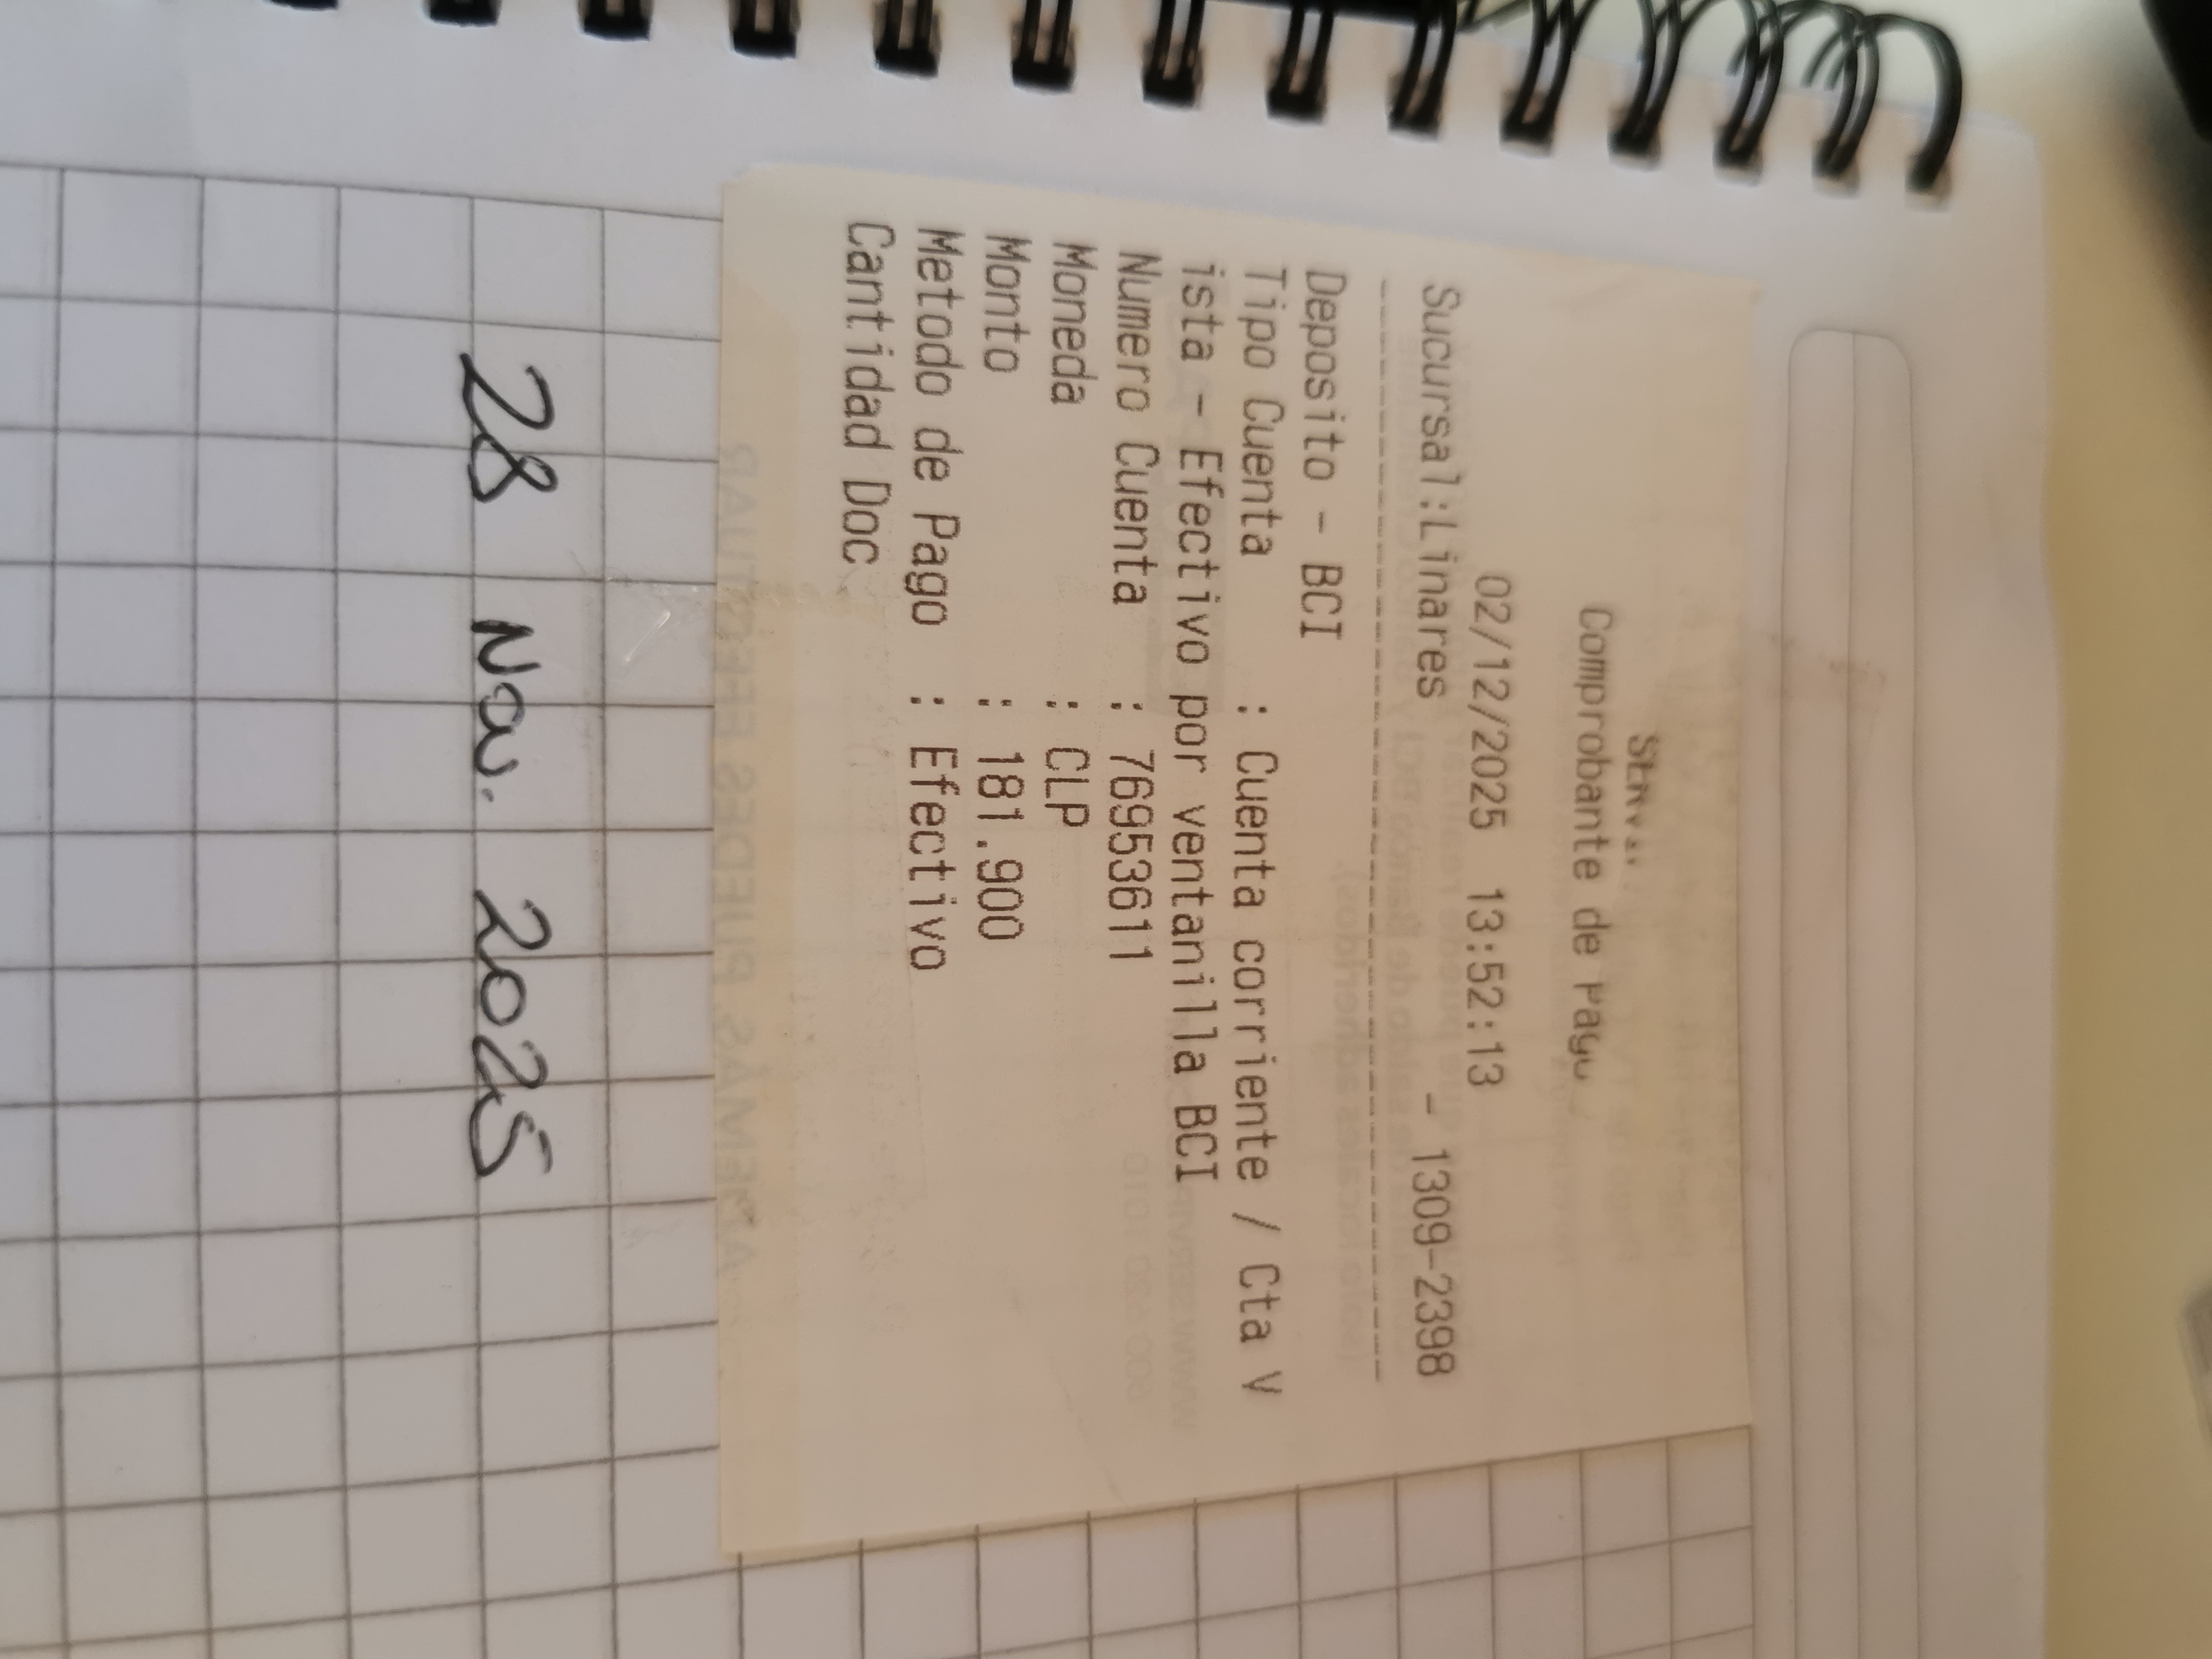 Comprobante de Pago
02/12/2025 13:52:13
Sucursal:Linares - 1309-2398
Deposito - BCI
Tipo Cuenta : Cuenta corriente / Cta V
ista - Efectivo por ventanilla BCI
Numero Cuenta : 76953611
Moneda : CLP
Monto : 181.900
Metodo de Pago : Efectivo
Cantidad Doc
28 Nov. 2025